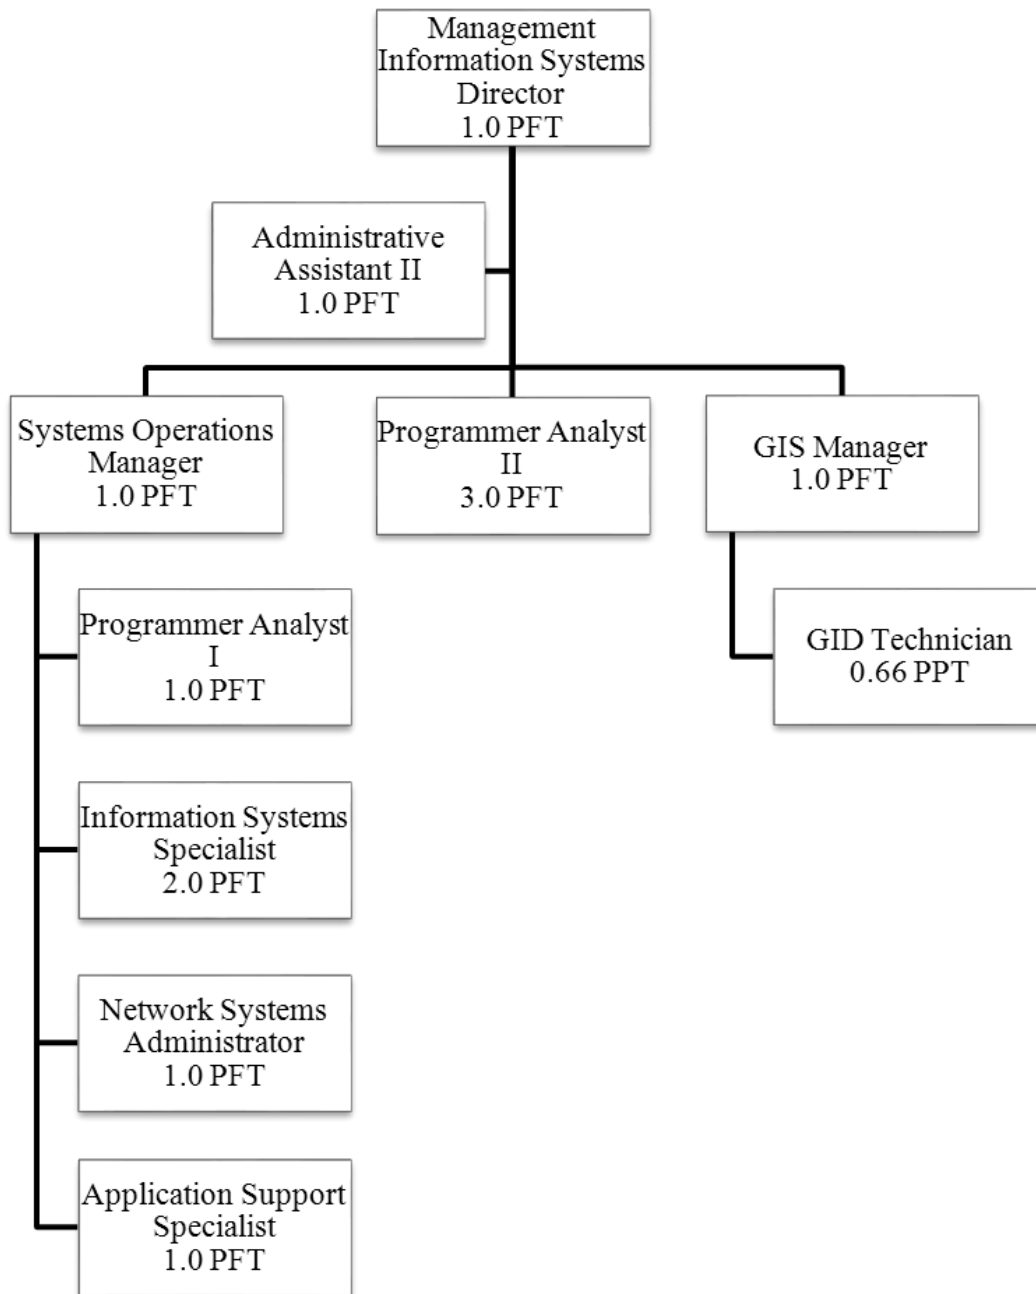 Management
Information Systems
Director
1.0 PFT
Administrative
Assistant II
1.0 PFT
Systems Operations
Manager
1.0 PFT
Programmer Analyst
II
3.0 PFT
GIS Manager
1.0 PFT
Programmer Analyst
I
1.0 PFT
GID Technician
0.66 PPT
Information Systems
Specialist
2.0 PFT
Network Systems
Administrator
1.0 PFT
Application Support
Specialist
1.0 PFT